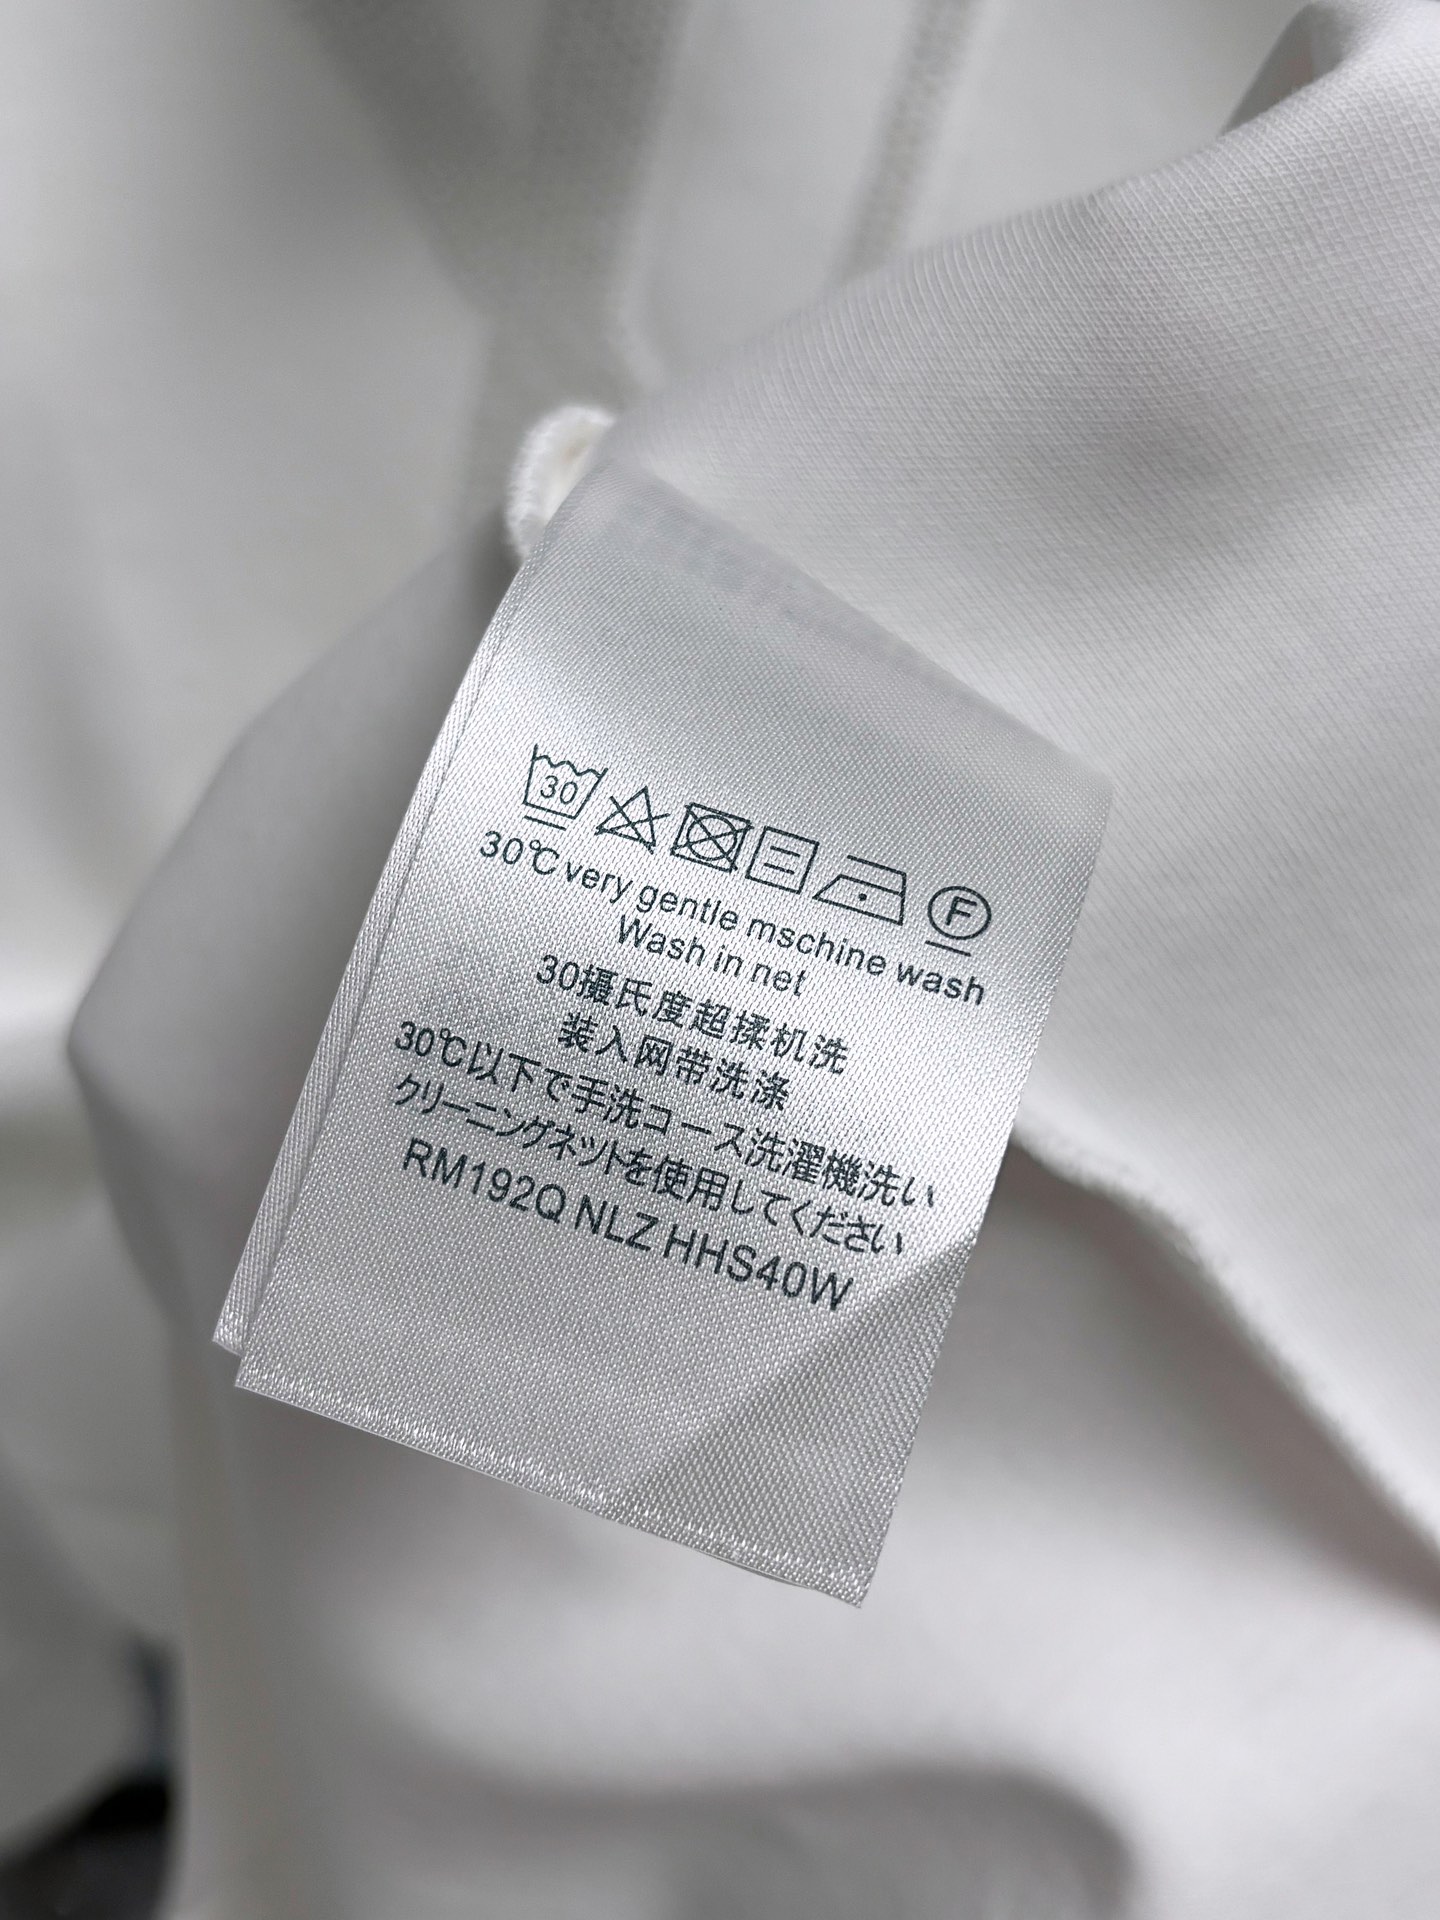 30
F
30℃ very gentle mschine wash
Wash in net
30摄氏度超揉机洗
装入网带洗涤
30℃以下で手洗コース洗濯機洗い
クリーニングネットを使用してください
RM192Q NLZ HHS40W